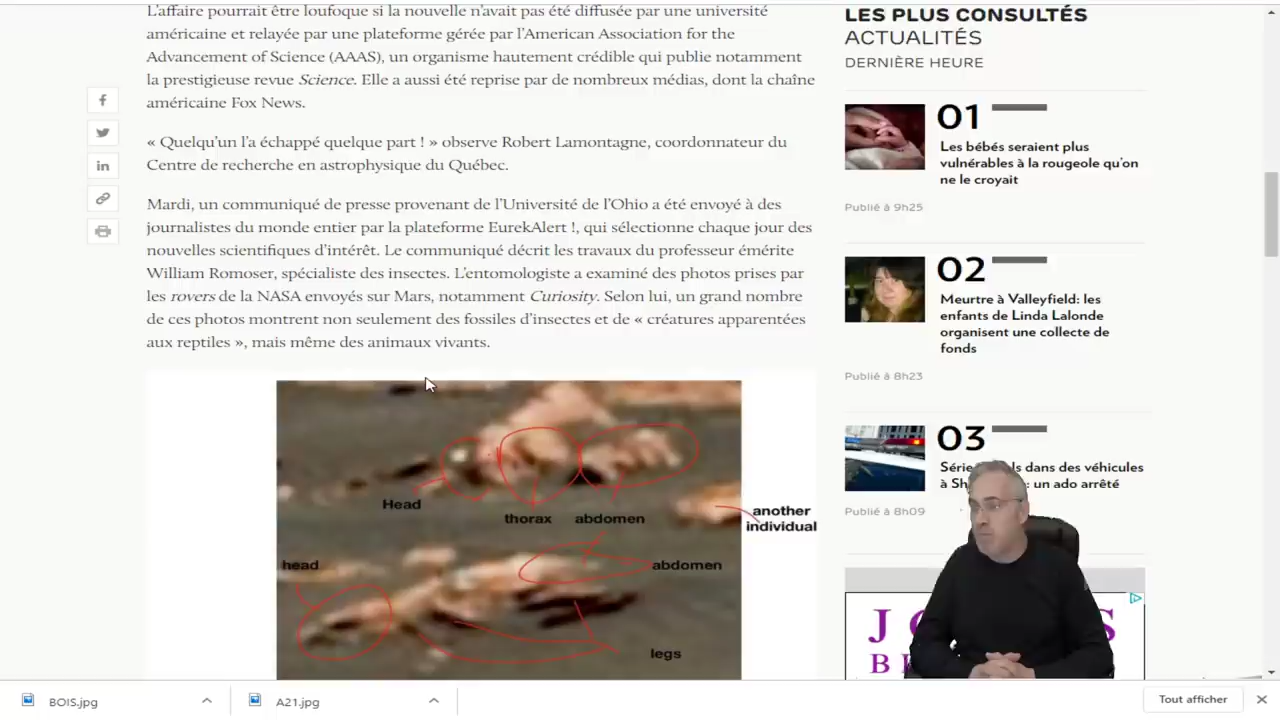 L'affaire pourrait être loufoque si la nouvelle n'avait pas été diffusée par une université
américaine et relayée par une plateforme gérée par l'American Association for the
Advancement of Science (AAAS), un organisme hautement crédible qui publie notamment
la prestigieuse revue Science. Elle a aussi été reprise par de nombreux médias, dont la chaîne
américaine Fox News.
« Quelqu'un l'a échappé quelque part ! » observe Robert Lamontagne, coordonnateur du
Centre de recherche en astrophysique du Québec.
Mardi, un communiqué de presse provenant de l'Université de l'Ohio a été envoyé à des
journalistes du monde entier par la plateforme EurekAlert !, qui sélectionne chaque jour des
nouvelles scientifiques d'intérêt. Le communiqué décrit les travaux du professeur émérite
William Romoser, spécialiste des insectes. L'entomologiste a examiné des photos prises par
les rovers de la NASA envoyés sur Mars, notamment Curiosity. Selon lui, un grand nombre
de ces photos montrent non seulement des fossiles d'insectes et de « créatures apparentées
aux reptiles », mais même des animaux vivants.
Head
thorax
abdomen
another
individual
head
abdomen
legs
LES PLUS CONSULTÉS
ACTUALITÉS
DERNIÈRE HEURE
01
Les bébés seraient plus
vulnérables à la rougeole qu'on
ne le croyait
Publié à 9h25
02
Meurtre à Valleyfield: les
enfants de Linda Lalonde
organisent une collecte de
fonds
Publié à 8h23
03
dans des véhicules
un ado arrêté
Publié à 8h09
BOIS.jpg
A21.jpg
Tout afficher